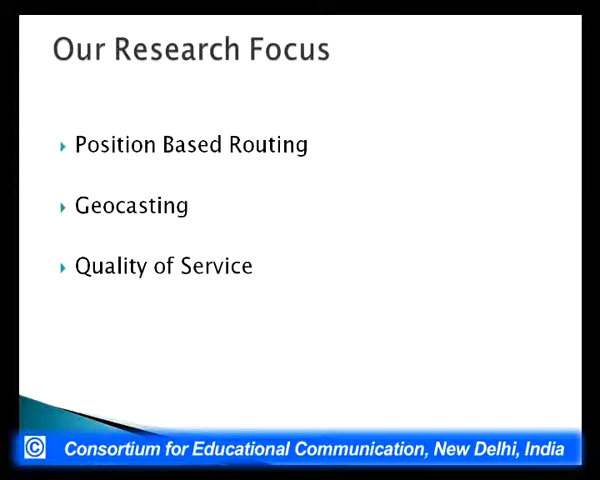 Our Research Focus
Position Based Routing
Geocasting
Quality of Service
© Consortium for Educational Communication, New Delhi, India